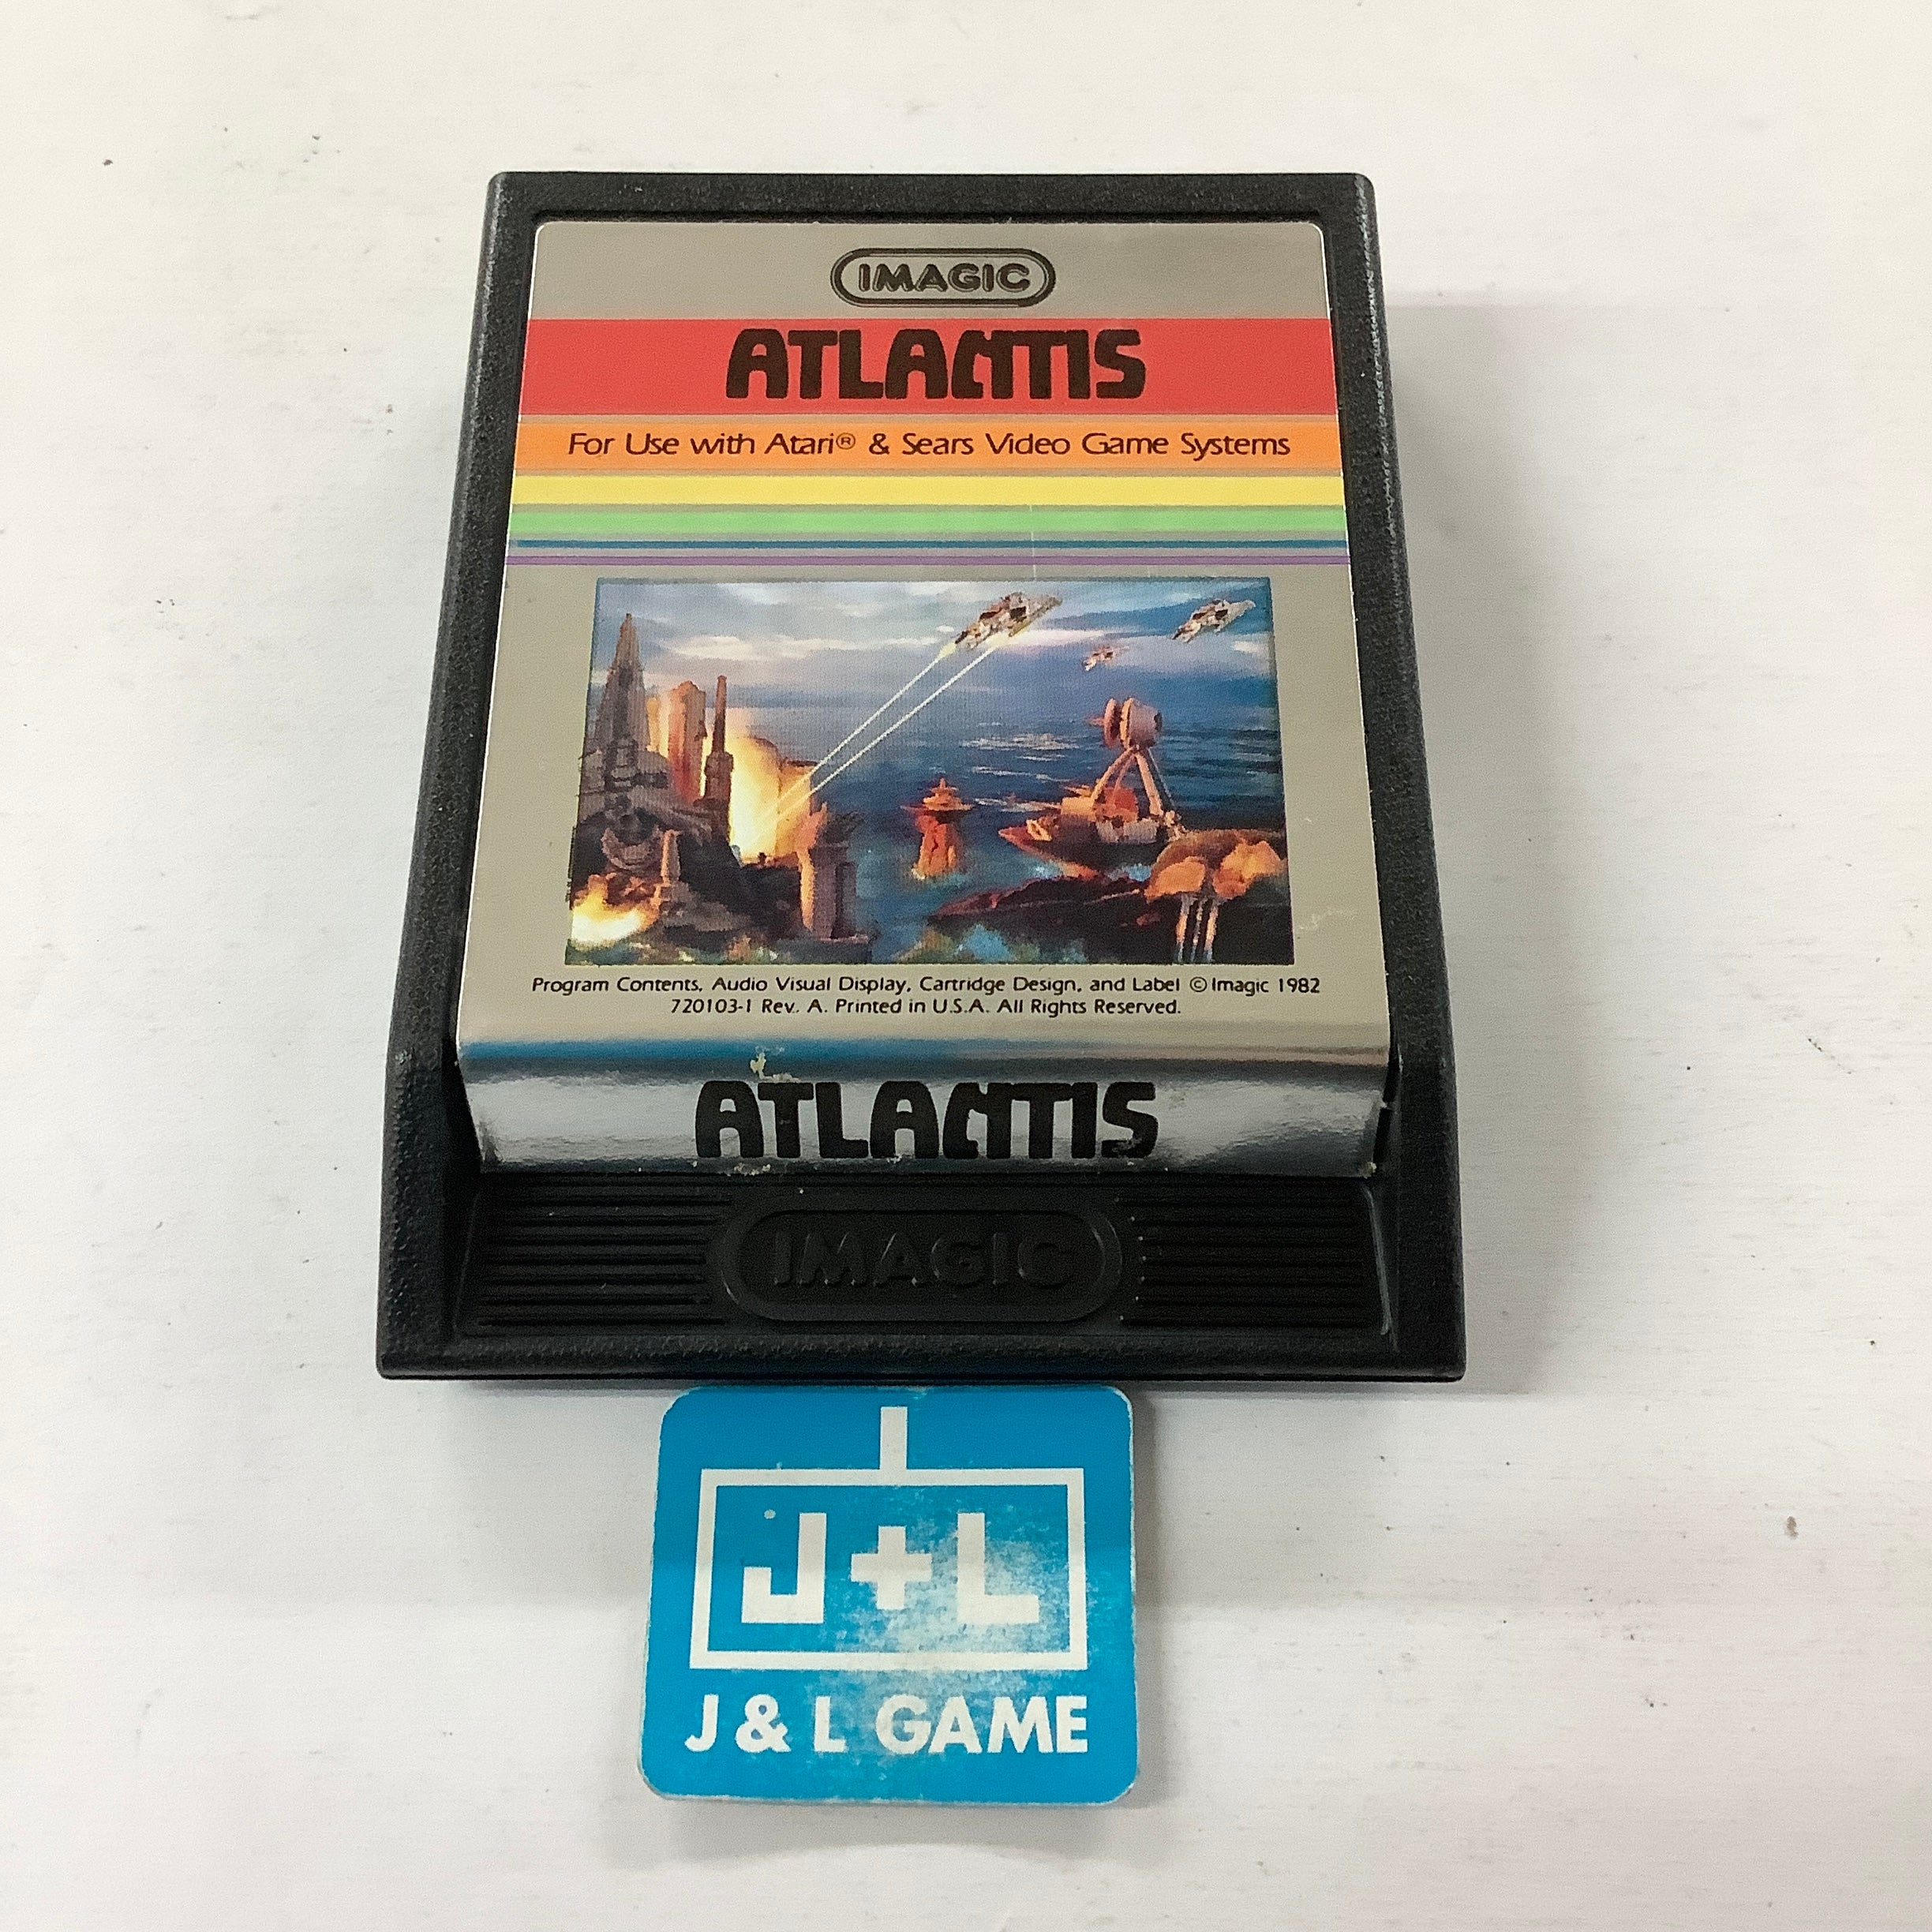 IMAGIC
ATLANTIS
For Use with Atari® & Sears Video Game Systems
Program Contents, Audio Visual Display, Cartridge Design, and Label © Imagic 1982
720103-1 Rev. A. Printed in U.S.A. All Rights Reserved.
ATLANTIS
IMAGIC
J+L
J & L GAME